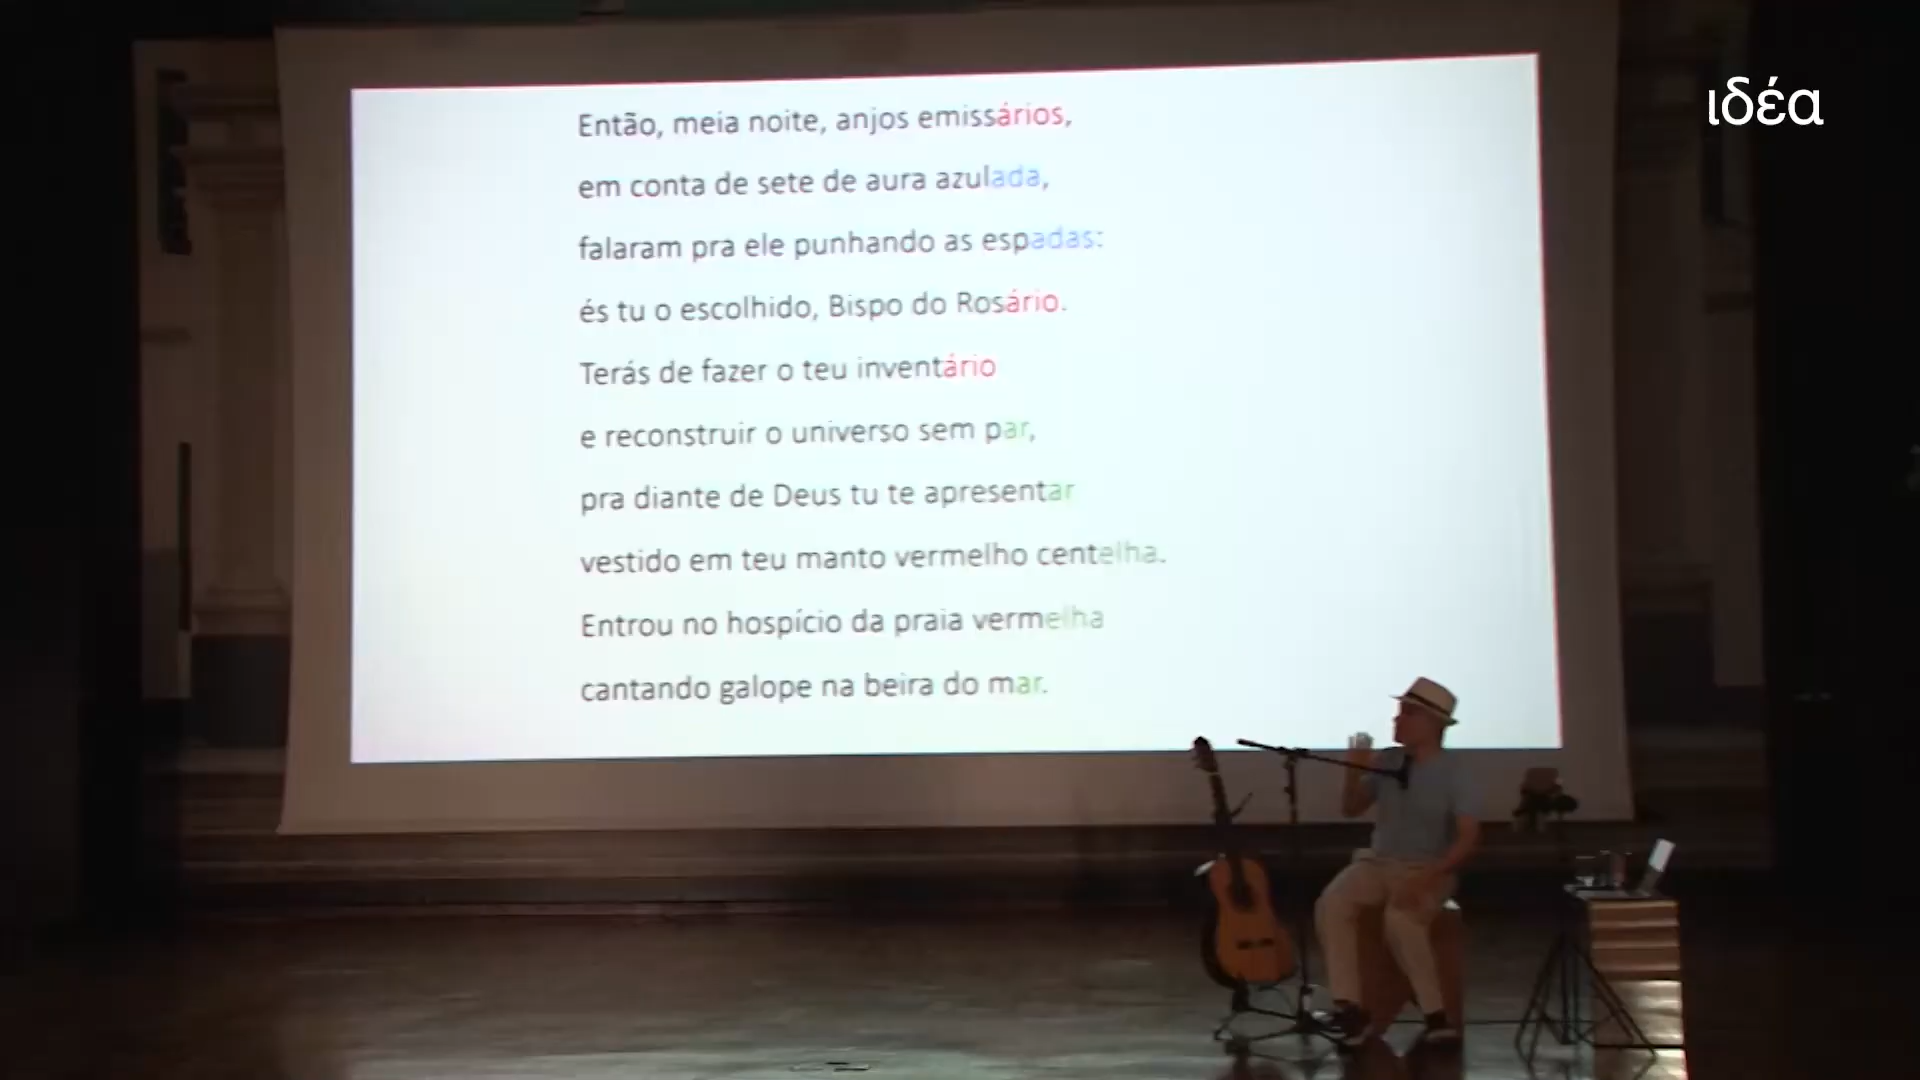 ιδέα
Então, meia noite, anjos emissários,
em conta de sete de aura azulada,
falaram pra ele punhando as espadas:
és tu o escolhido, Bispo do Rosário.
Terás de fazer o teu inventário
e reconstruir o universo sem par,
pra diante de Deus tu te apresentar
vestido em teu manto vermelho centelha.
Entrou no hospício da praia vermelha
cantando galope na beira do mar.